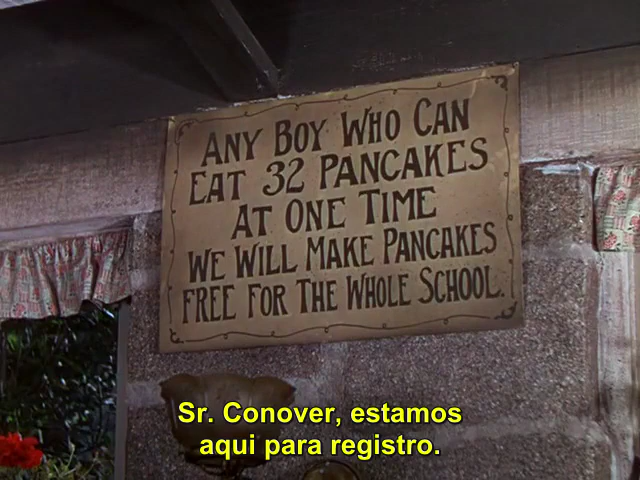 ANY BOY WHO CAN
EAT 32 PANCAKES
AT ONE TIME
WE WILL MAKE PANCAKES
FREE FOR THE WHOLE SCHOOL.
Sr. Conover, estamos
aqui para registro.